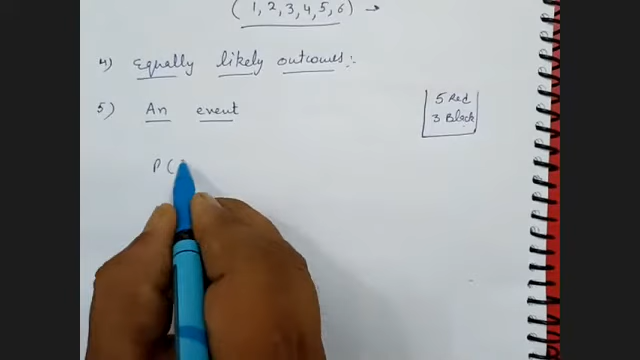 ( 1, 2, 3, 4, 5, 6 ) →
4) Equally likely outcomes :-
5) An event
5 Red
3 Black
P (